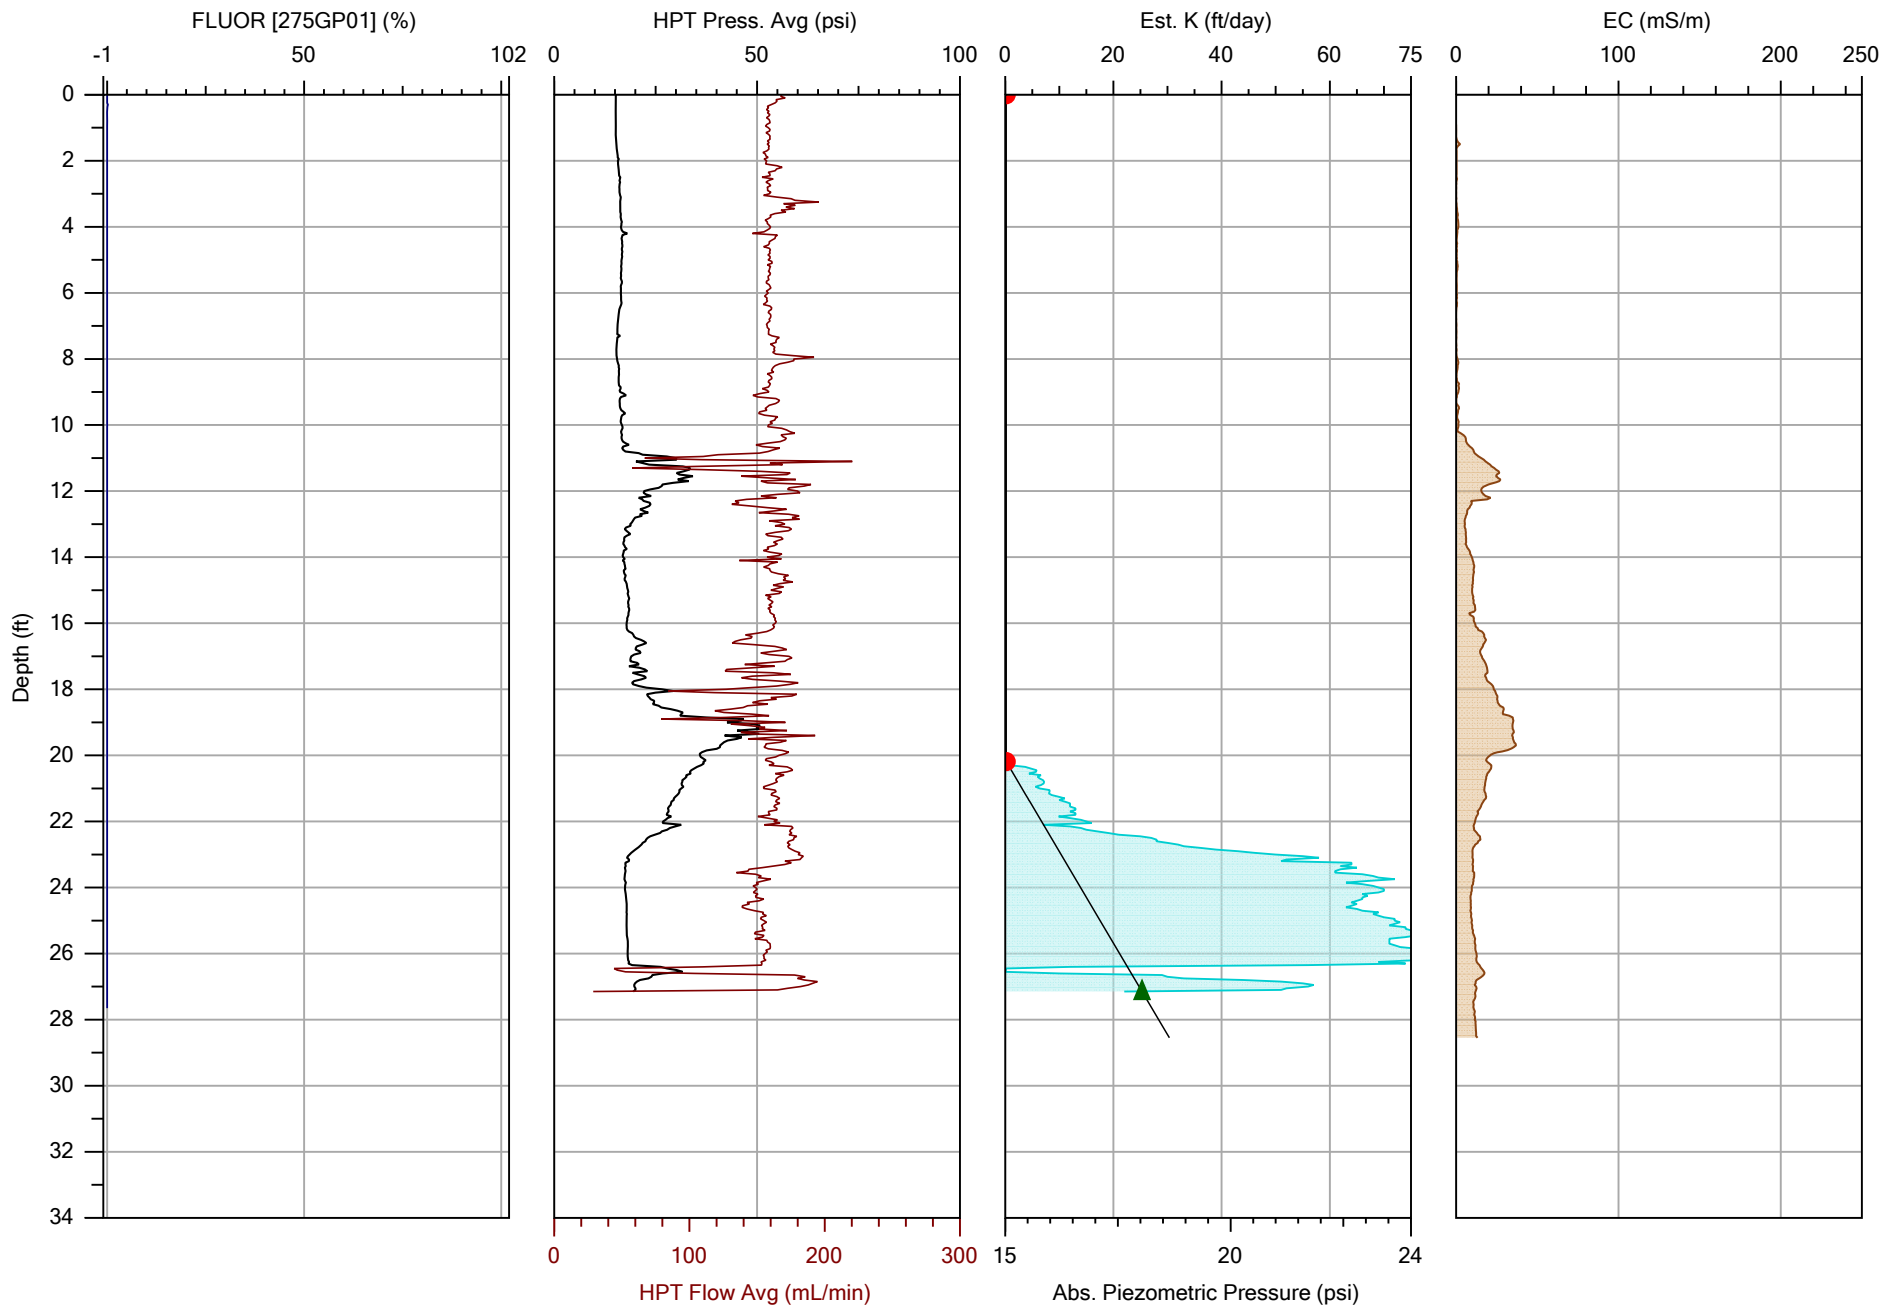 FLUOR [275GP01] (%)
HPT Press. Avg (psi)
Est. K (ft/day)
EC (mS/m)
-1 50 102
0 50 100
0 20 40 60 75
0 100 200 250
Depth (ft)
0
2
4
6
8
10
12
14
16
18
20
22
24
26
28
30
32
34
0 100 200 300
15 20 24
HPT Flow Avg (mL/min)
Abs. Piezometric Pressure (psi)